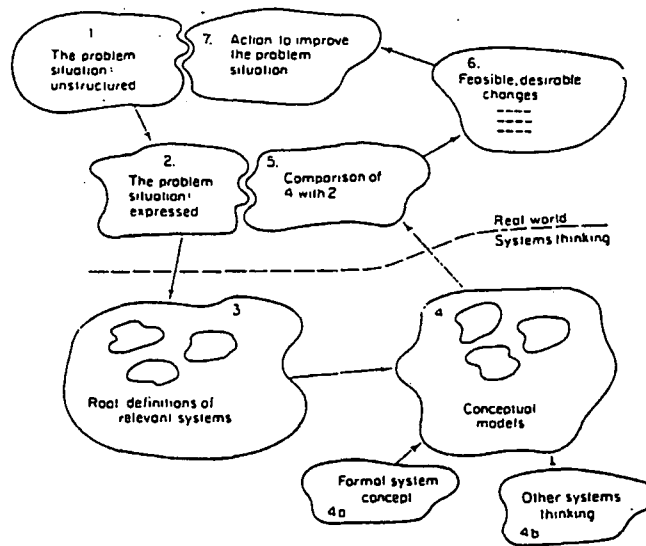 1
The problem
situation:
unstructured
7.
Action to improve
the problem
situation
6.
Feasible, desirable
changes
2.
The problem
situation:
expressed
5.
Comparison of
4 with 2
Real world
Systems thinking
3
Root definitions of
relevant systems
4
Conceptual
models
Formal system
concept
4a
Other systems
thinking
4b